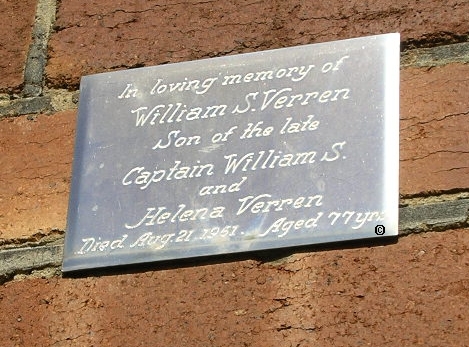 In loving memory of
William S. Verren
Son of the late
Captain William S.
and
Helena Verren
Died Aug. 21. 1961. Aged 77 yrs
©